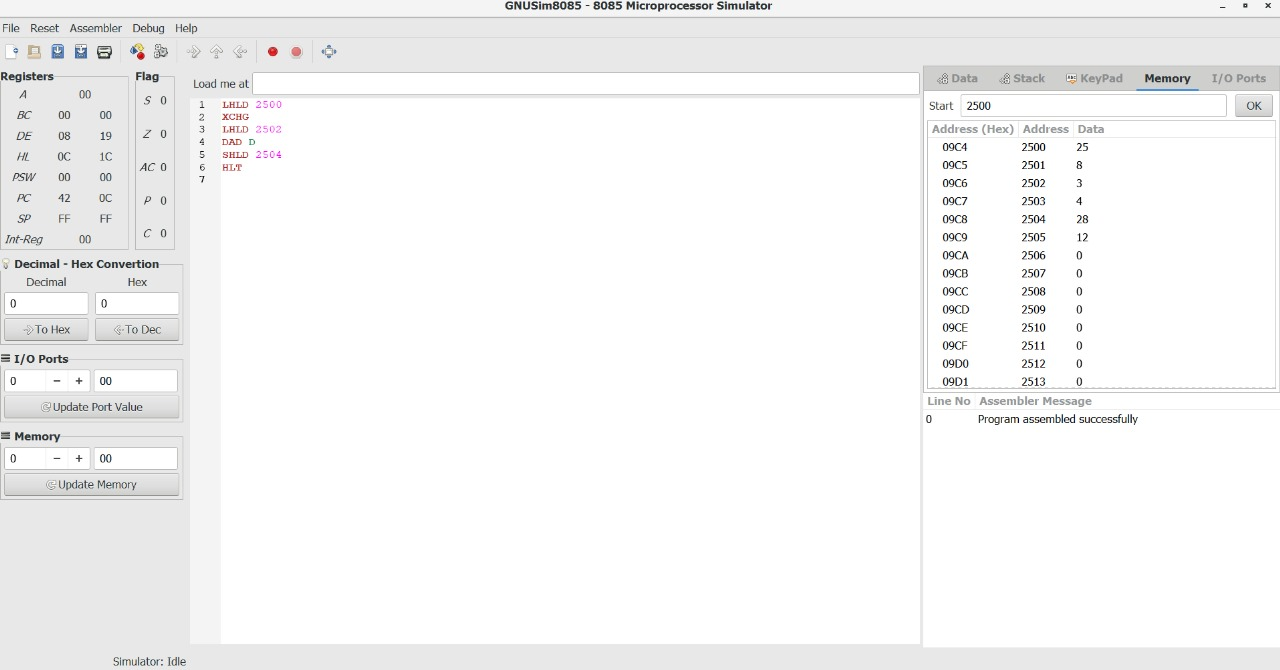 GNUSim8085 - 8085 Microprocessor Simulator
File Reset Assembler Debug Help
Registers
A 00
BC 00 00
DE 08 19
HL 0C 1C
PSW 00 00
PC 42 0C
SP FF FF
Int-Reg 00
Flag
S 0
Z 0
AC 0
P 0
C 0
Decimal - Hex Convertion
Decimal Hex
0 0
To Hex To Dec
I/O Ports
0 − + 00
Update Port Value
Memory
0 − + 00
Update Memory
Load me at
1 LHLD 2500
2 XCHG
3 LHLD 2502
4 DAD D
5 SHLD 2504
6 HLT
7
Data Stack KeyPad Memory I/O Ports
Start 2500 OK
Address (Hex) Address Data
09C4 2500 25
09C5 2501 8
09C6 2502 3
09C7 2503 4
09C8 2504 28
09C9 2505 12
09CA 2506 0
09CB 2507 0
09CC 2508 0
09CD 2509 0
09CE 2510 0
09CF 2511 0
09D0 2512 0
09D1 2513 0
Line No Assembler Message
0 Program assembled successfully
Simulator: Idle